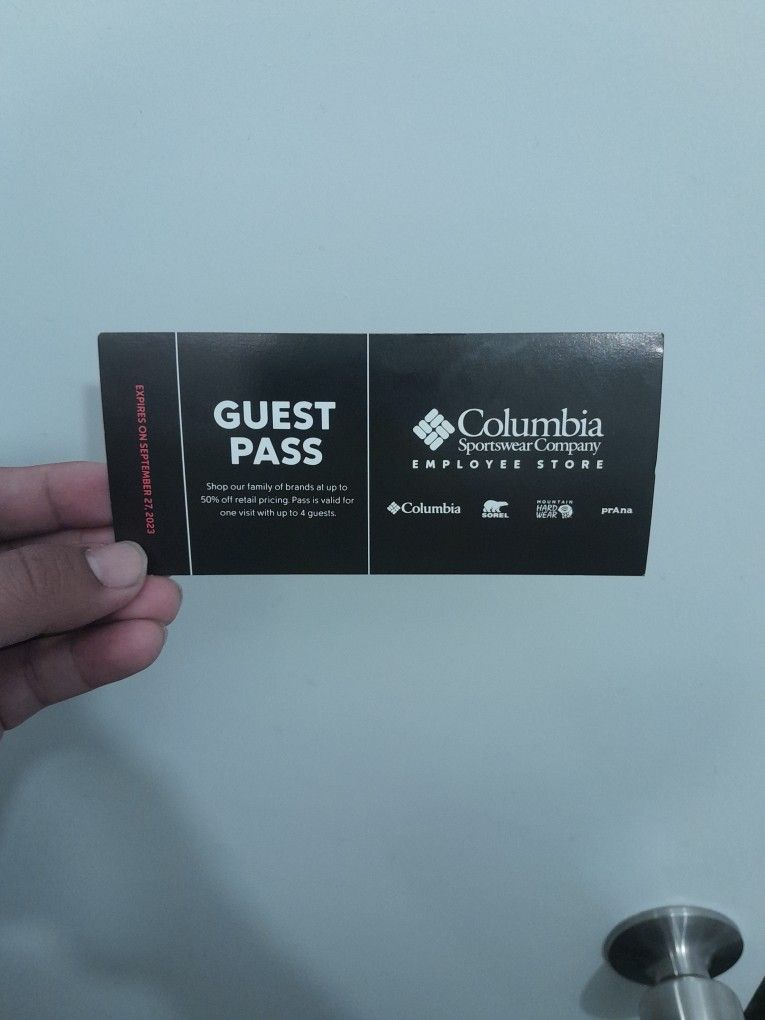 EXPIRES ON SEPTEMBER 27, 2023
GUEST
PASS
Shop our family of brands at up to
50% off retail pricing. Pass is valid for
one visit with up to 4 guests.
Columbia
Sportswear Company
EMPLOYEE STORE
Columbia
SOREL
MOUNTAIN
HARD
WEAR
prAna